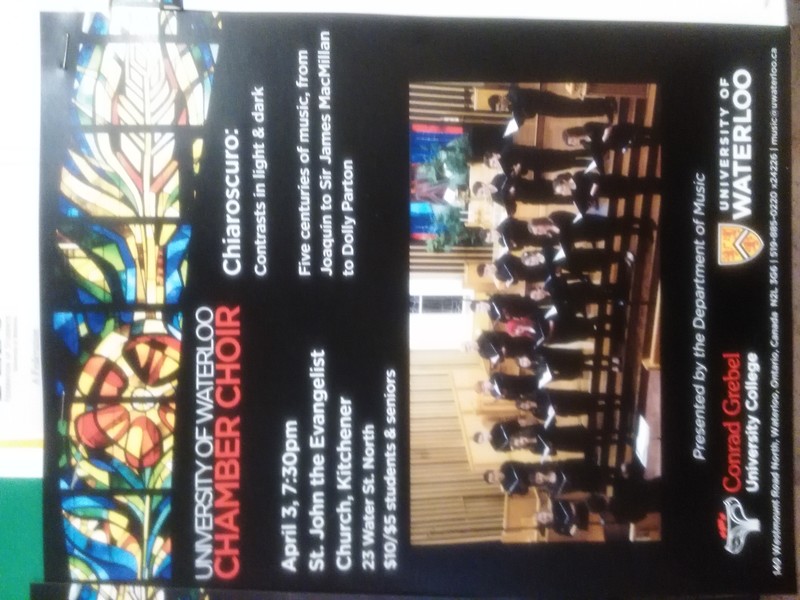 A Federation
UNIVERSITY OF WATERLOO
CHAMBER CHOIR
April 3, 7:30pm
St. John the Evangelist
Church, Kitchener
23 Water St. North
$10/$5 students & seniors
Chiaroscuro:
Contrasts in light & dark
Five centuries of music, from
Joaquin to Sir James MacMillan
to Dolly Parton
Presented by the Department of Music
Conrad Grebel
University College
UNIVERSITY OF
WATERLOO
140 Westmount Road North, Waterloo, Ontario, Canada N2L 3G6 | 519-885-0220 x24226 | music@uwaterloo.ca